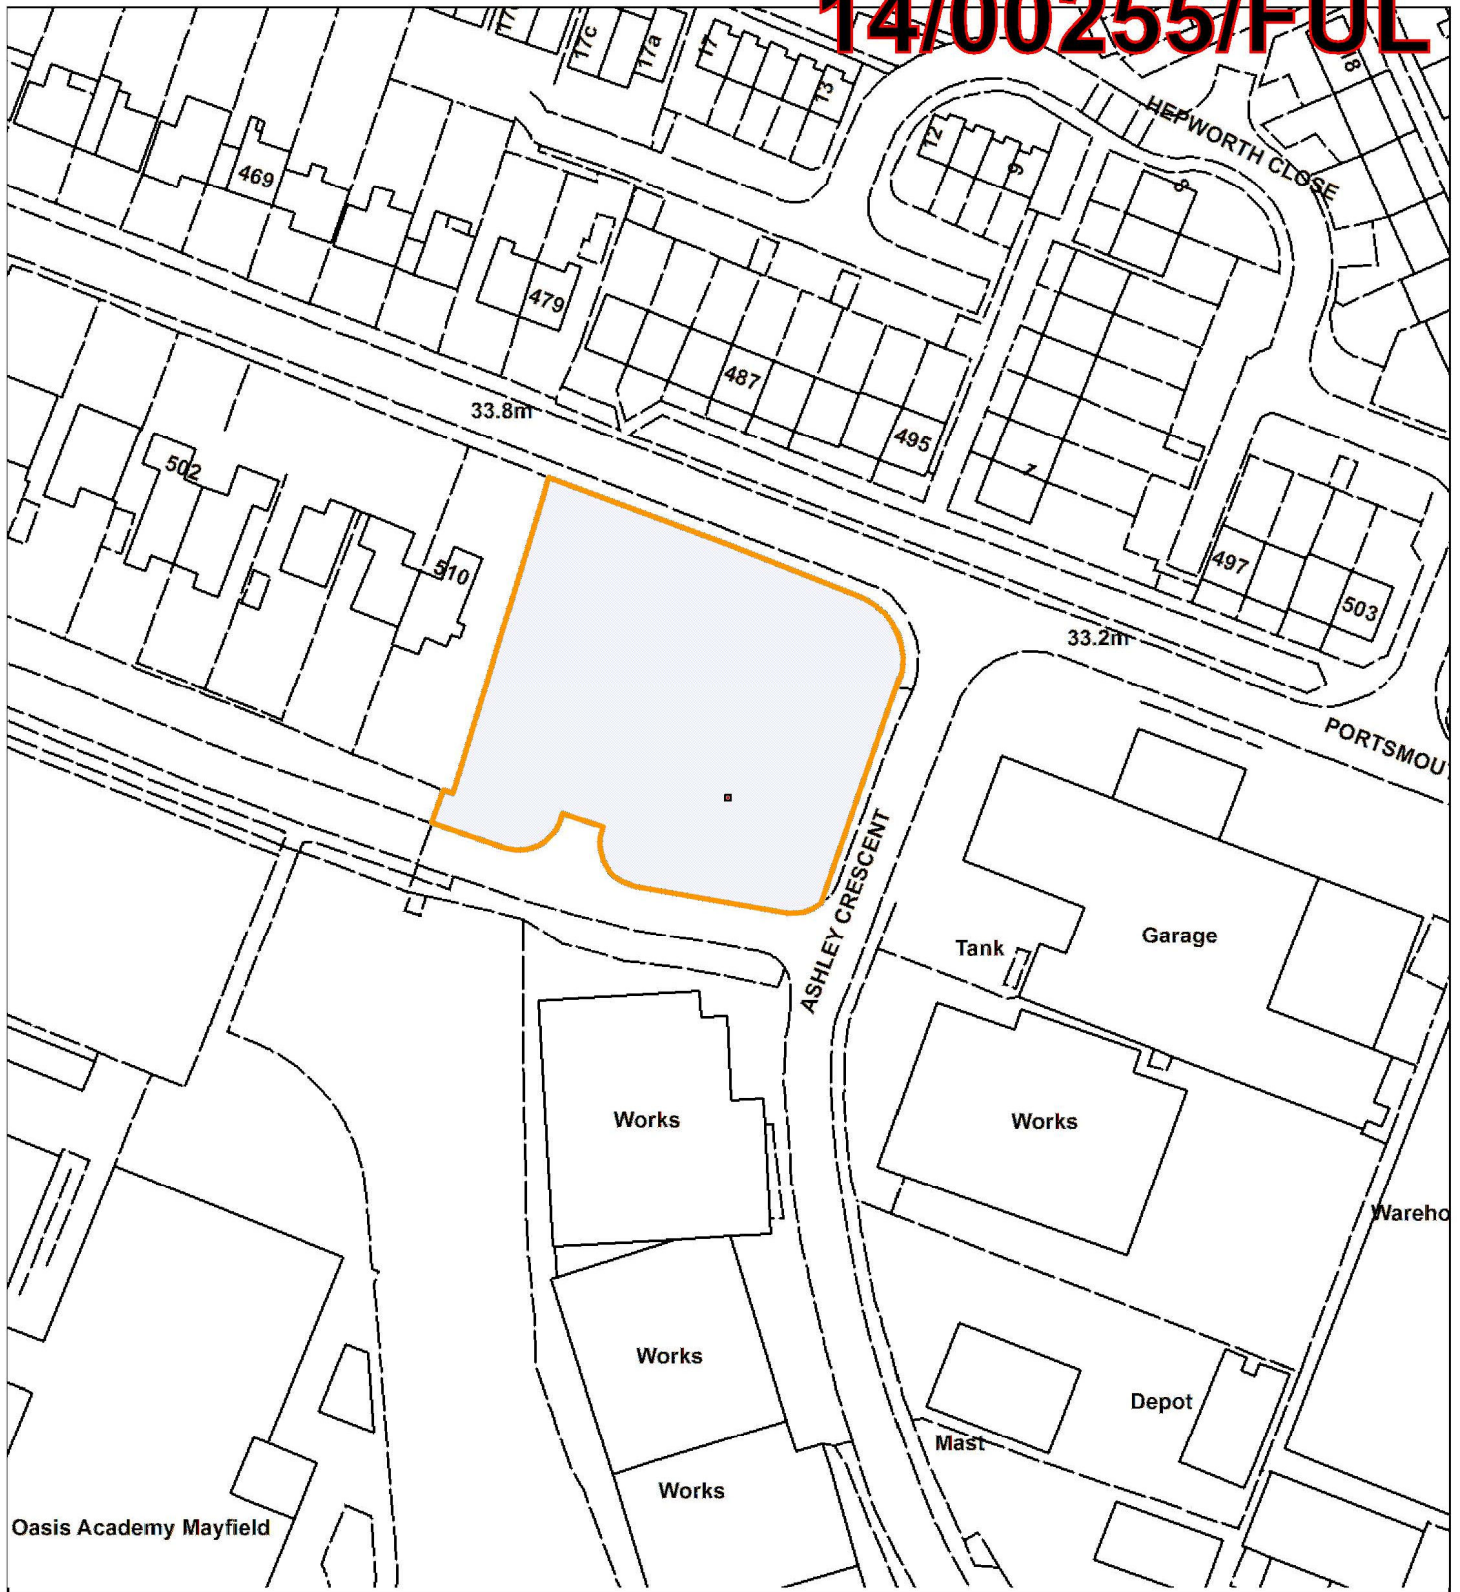 14/00255/FUL
17c
17a
17
13
18
HEPWORTH CLOSE
12
9
8
469
479
487
33.8m
495
1
502
497
510
503
33.2m
PORTSMOU
ASHLEY CRESCENT
Garage
Tank
Works
Works
Wareho
Works
Depot
Mast
Works
Oasis Academy Mayfield